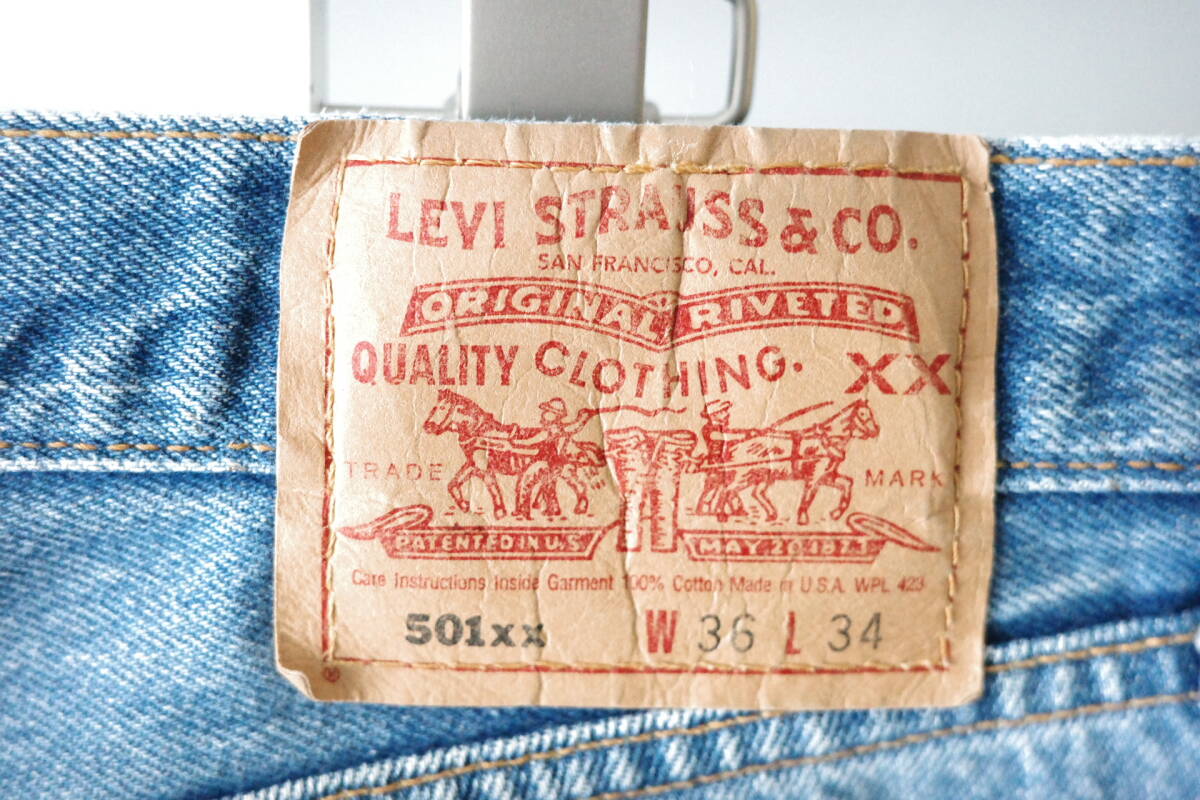 LEVI STRAUSS & CO.
SAN FRANCISCO, CAL.
ORIGINAL RIVETED
QUALITY CLOTHING. XX
TRADE MARK
PATENTED IN U.S. MAY 20 1873
Care Instructions Inside Garment 100% Cotton Made in U.S.A. WPL 423
501xx W 36 L 34
®